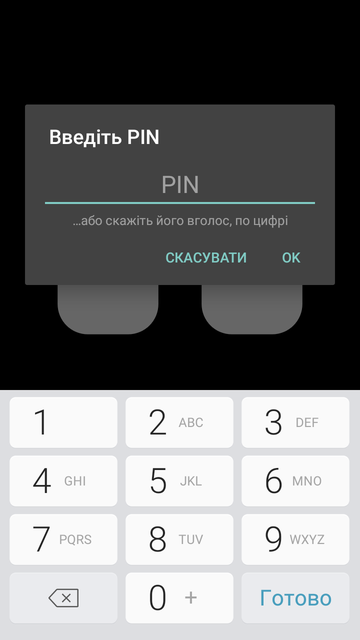 Введіть PIN
PIN
...або скажіть його вголос, по цифрі
СКАСУВАТИ OK
1 2 ABC 3 DEF
4 GHI 5 JKL 6 MNO
7 PQRS 8 TUV 9 WXYZ
0 + Готово